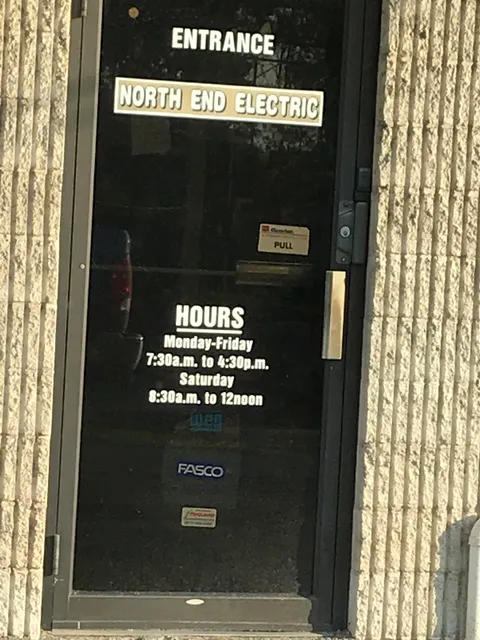 ENTRANCE
NORTH END ELECTRIC
PULL
HOURS
Monday-Friday
7:30a.m. to 4:30p.m.
Saturday
8:30a.m. to 12noon
FASCO